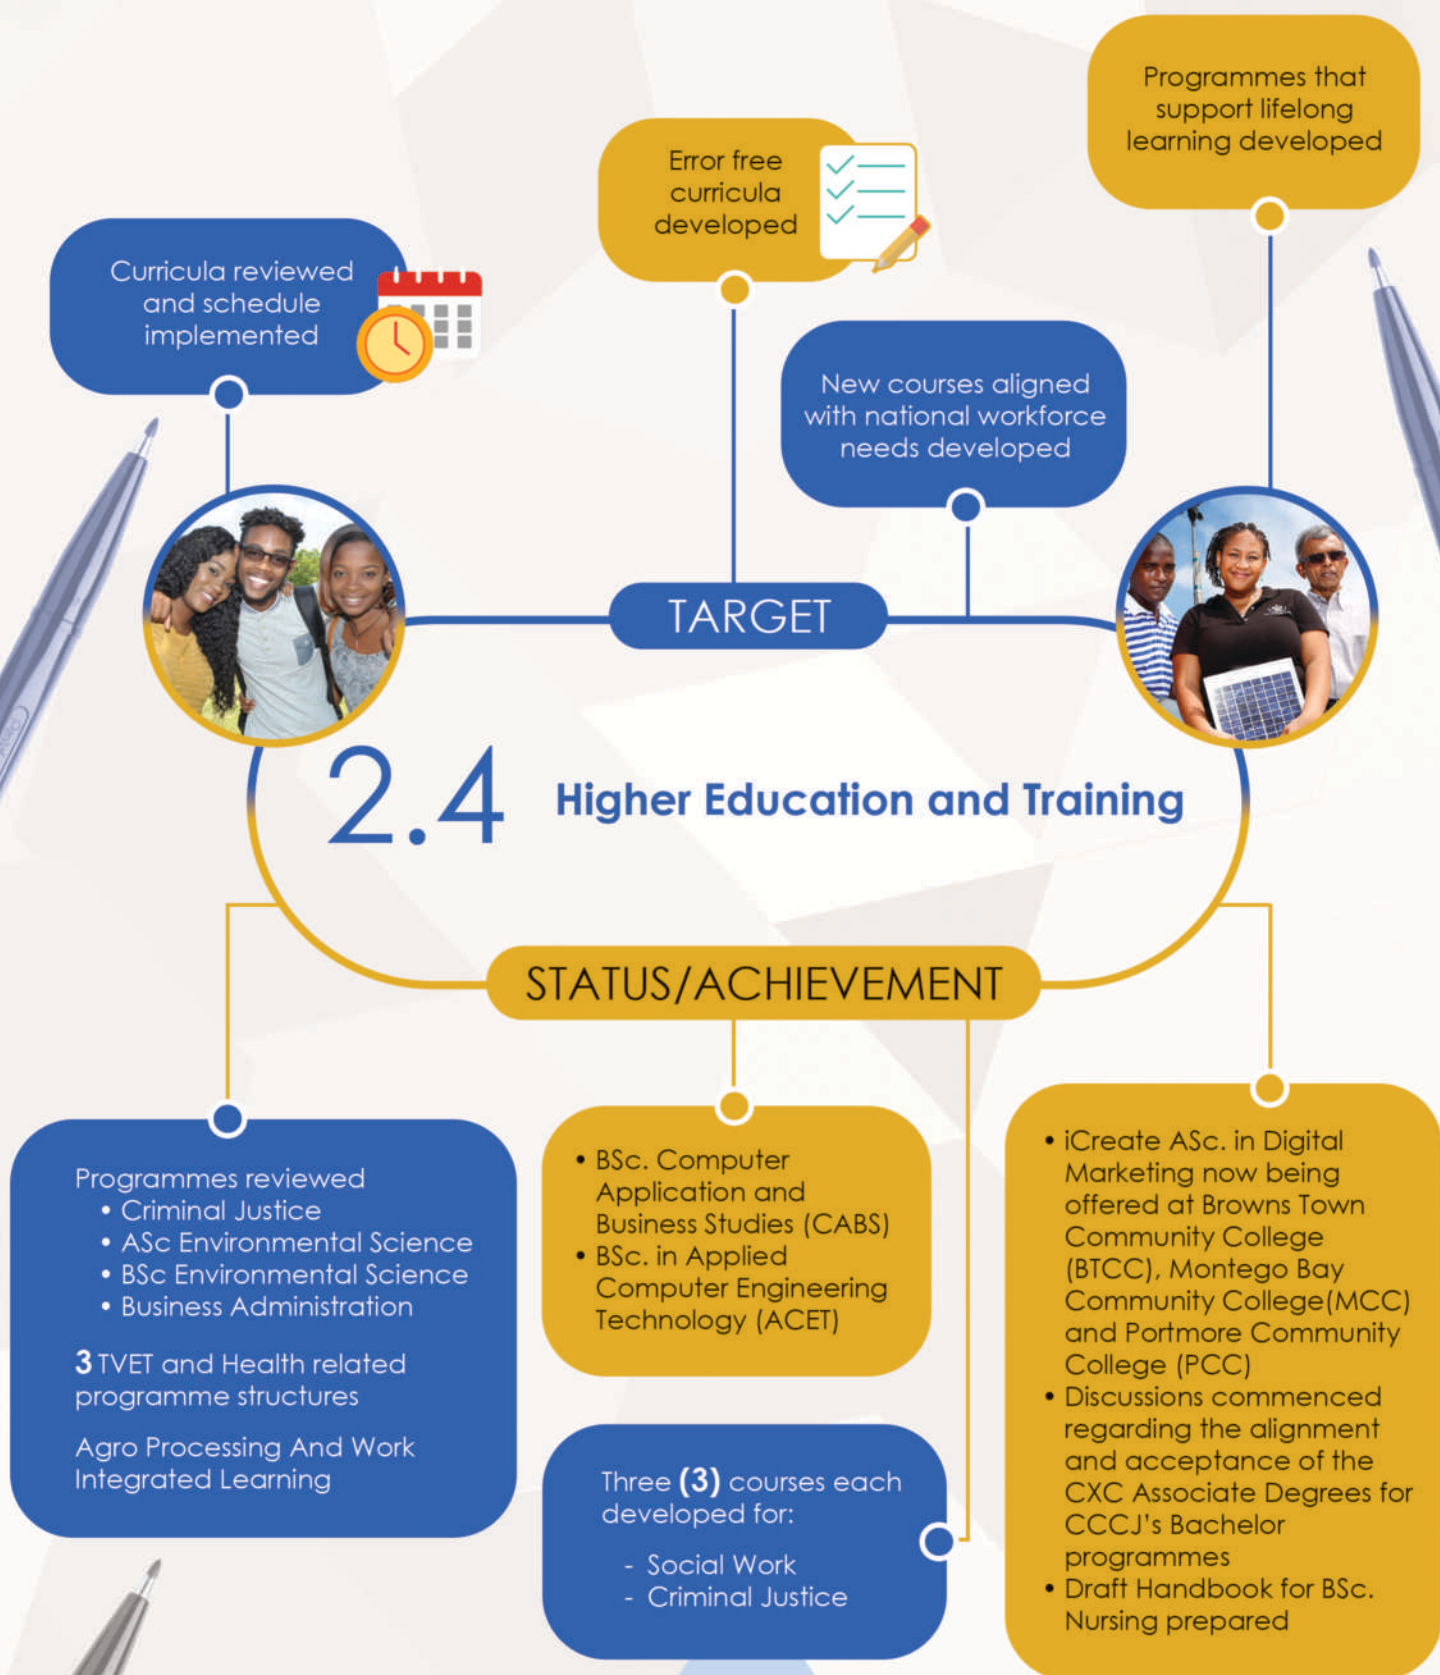 Programmes that
support lifelong
learning developed
Error free
curricula
developed
Curricula reviewed
and schedule
implemented
New courses aligned
with national workforce
needs developed
TARGET
2.4 Higher Education and Training
STATUS/ACHIEVEMENT
Programmes reviewed
• Criminal Justice
• ASc Environmental Science
• BSc Environmental Science
• Business Administration
3 TVET and Health related
programme structures
Agro Processing And Work
Integrated Learning
• BSc. Computer
Application and
Business Studies (CABS)
• BSc. in Applied
Computer Engineering
Technology (ACET)
Three (3) courses each
developed for:
- Social Work
- Criminal Justice
• iCreate ASc. in Digital
Marketing now being
offered at Browns Town
Community College
(BTCC), Montego Bay
Community College(MCC)
and Portmore Community
College (PCC)
• Discussions commenced
regarding the alignment
and acceptance of the
CXC Associate Degrees for
CCCJ's Bachelor
programmes
• Draft Handbook for BSc.
Nursing prepared